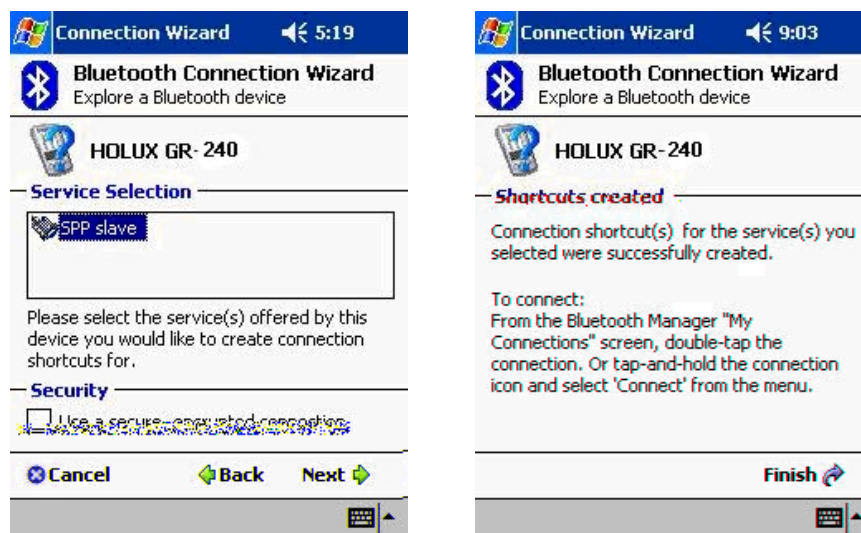 Connection Wizard 5:19
Bluetooth Connection Wizard
Explore a Bluetooth device
HOLUX GR-240
Service Selection
SPP slave
Please select the service(s) offered by this
device you would like to create connection
shortcuts for.
Security
Use a secure, encrypted connection
Cancel Back Next
Connection Wizard 9:03
Bluetooth Connection Wizard
Explore a Bluetooth device
HOLUX GR-240
Shortcuts created
Connection shortcut(s) for the service(s) you
selected were successfully created.
To connect:
From the Bluetooth Manager "My
Connections" screen, double-tap the
connection. Or tap-and-hold the connection
icon and select 'Connect' from the menu.
Finish